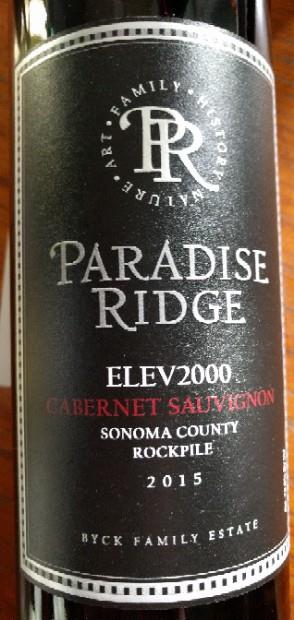 ART • FAMILY • HISTORY • NATURE •
PR
PARADISE
RIDGE
ELEV2000
CABERNET SAUVIGNON
SONOMA COUNTY
ROCKPILE
2015
BYCK FAMILY ESTATE